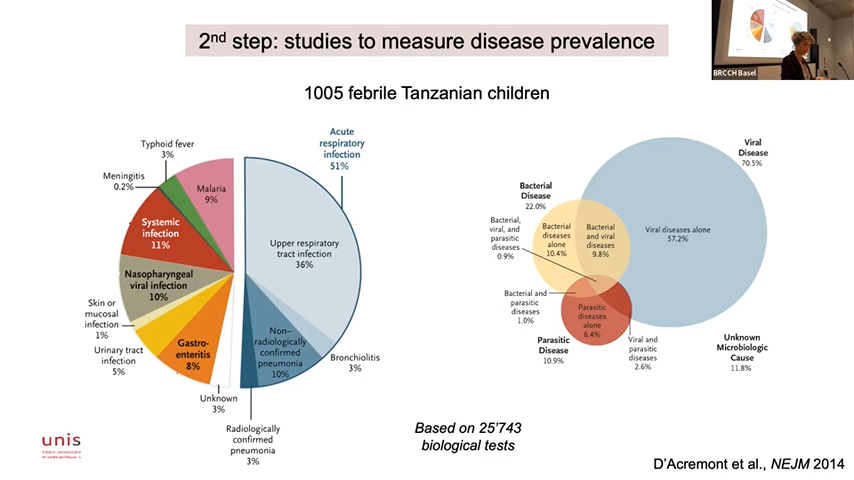 2nd step: studies to measure disease prevalence
BRCCH Basel
1005 febrile Tanzanian children
Acute
respiratory
infection
51%
Typhoid fever
3%
Meningitis
0.2%
Malaria
9%
Systemic
infection
11%
Upper respiratory
tract infection
36%
Nasopharyngeal
viral infection
10%
Skin or
mucosal
infection
1%
Urinary tract
infection
5%
Gastro-
enteritis
8%
Non–
radiologically
confirmed
pneumonia
10%
Bronchiolitis
3%
Unknown
3%
Radiologically
confirmed
pneumonia
3%
Viral
Disease
70.5%
Bacterial
Disease
22.0%
Bacterial,
viral, and
parasitic
diseases
0.9%
Bacterial
diseases
alone
10.4%
Bacterial
and viral
diseases
9.8%
Viral diseases alone
57.2%
Bacterial and
parasitic
diseases
1.0%
Parasitic
diseases
alone
6.4%
Parasitic
Disease
10.9%
Viral and
parasitic
diseases
2.6%
Unknown
Microbiologic
Cause
11.8%
Based on 25'743
biological tests
unis
D'Acremont et al., NEJM 2014